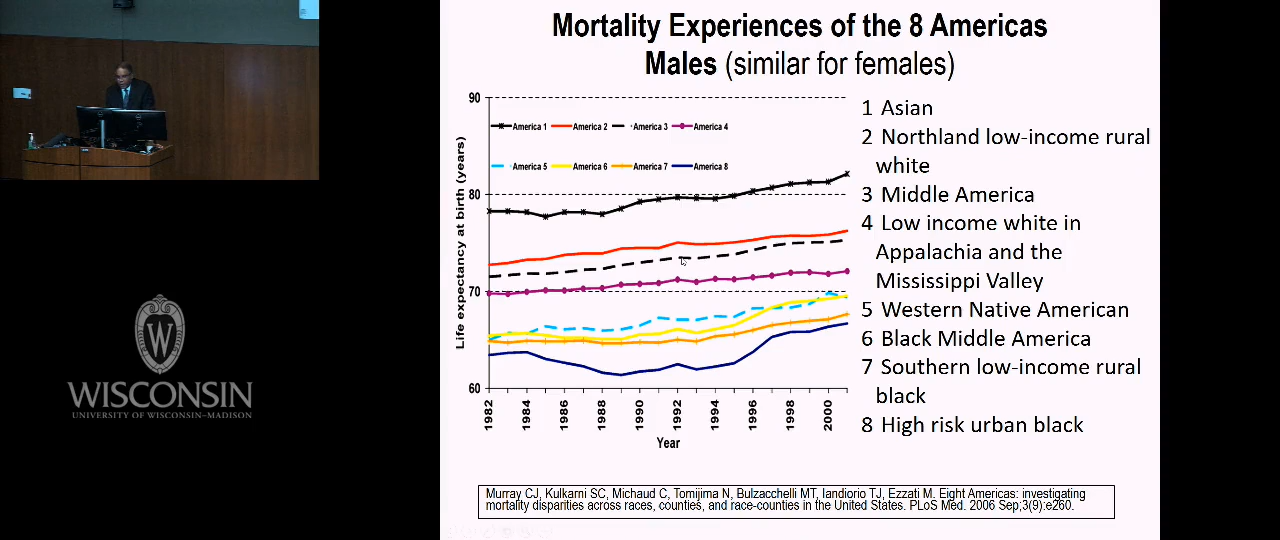 Mortality Experiences of the 8 Americas
Males (similar for females)
90
80
70
60
Life expectancy at birth (years)
America 1
America 2
America 3
America 4
America 5
America 6
America 7
America 8
1982
1984
1986
1988
1990
1992
1994
1996
1998
2000
Year
1 Asian
2 Northland low-income rural
white
3 Middle America
4 Low income white in
Appalachia and the
Mississippi Valley
5 Western Native American
6 Black Middle America
7 Southern low-income rural
black
8 High risk urban black
Murray CJ, Kulkarni SC, Michaud C, Tomijima N, Bulzacchelli MT, Iandiorio TJ, Ezzati M. Eight Americas: investigating
mortality disparities across races, counties, and race-counties in the United States. PLoS Med. 2006 Sep;3(9):e260.
W
WISCONSIN
UNIVERSITY OF WISCONSIN–MADISON